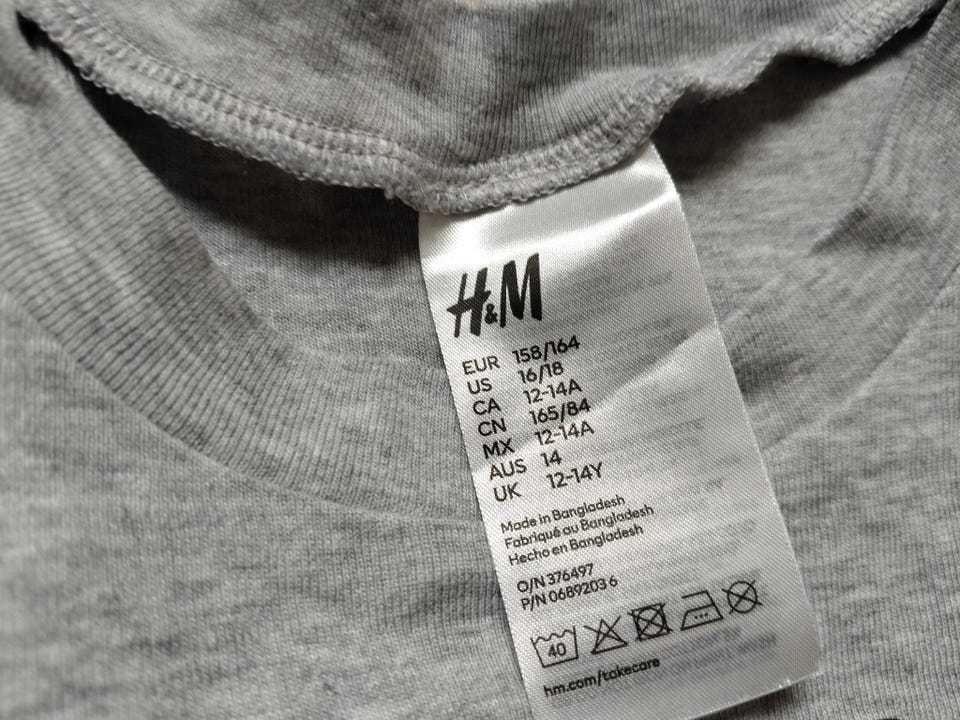 H&M
EUR 158/164
US 16/18
CA 12-14A
CN 165/84
MX 12-14A
AUS 14
UK 12-14Y
Made in Bangladesh
Fabriqué au Bangladesh
Hecho en Bangladesh
O/N 376497
P/N 0689203 6
40
hm.com/takecare